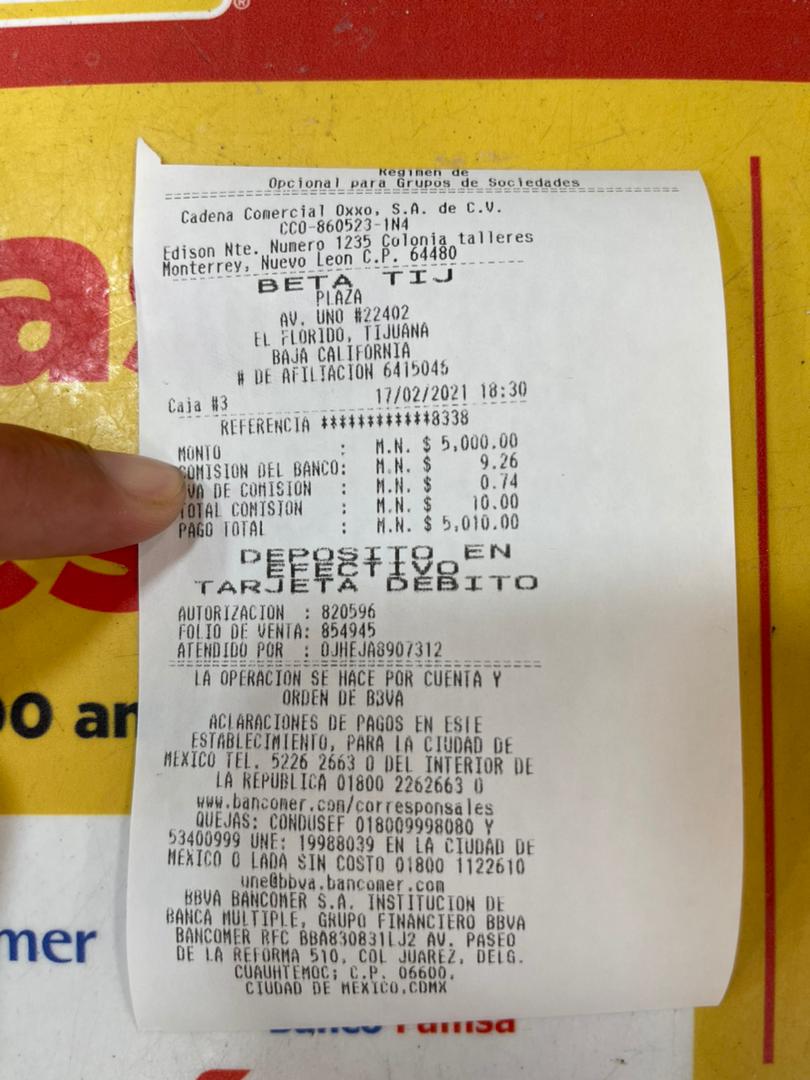 ®
Regimen de
Opcional para Grupos de Sociedades
Cadena Comercial Oxxo, S.A. de C.V.
CCO-860523-1N4
Edison Nte. Numero 1235 Colonia talleres
Monterrey, Nuevo Leon C.P. 64480
BETA TIJ
PLAZA
AV. UNO #22402
EL FLORIDO, TIJUANA
BAJA CALIFORNIA
# DE AFILIACION 6415045
Caja #3 17/02/2021 18:30
REFERENCIA ************8338
MONTO : M.N. $ 5,000.00
COMISION DEL BANCO: M.N. $ 9.26
IVA DE COMISION : M.N. $ 0.74
TOTAL COMISION : M.N. $ 10.00
PAGO TOTAL : M.N. $ 5,010.00
DEPOSITO EN
EFECTIVO
TARJETA DEBITO
AUTORIZACION : 820596
FOLIO DE VENTA: 854945
ATENDIDO POR : OJHEJA8907312
LA OPERACION SE HACE POR CUENTA Y
ORDEN DE BBVA
ACLARACIONES DE PAGOS EN ESTE
ESTABLECIMIENTO, PARA LA CIUDAD DE
MEXICO TEL. 5226 2663 O DEL INTERIOR DE
LA REPUBLICA 01800 2262663 O
www.bancomer.com/corresponsales
QUEJAS: CONDUSEF 018009998080 Y
53400999 UNE: 19988039 EN LA CIUDAD DE
MEXICO O LADA SIN COSTO 01800 1122610
une@bbva.bancomer.com
BBVA BANCOMER S.A. INSTITUCION DE
BANCA MULTIPLE, GRUPO FINANCIERO BBVA
BANCOMER RFC BBA830831LJ2 AV. PASEO
DE LA REFORMA 510, COL JUAREZ, DELG.
CUAUHTEMOC; C.P. 06600,
CIUDAD DE MEXICO,CDMX
00 an
mer
Banco Famsa